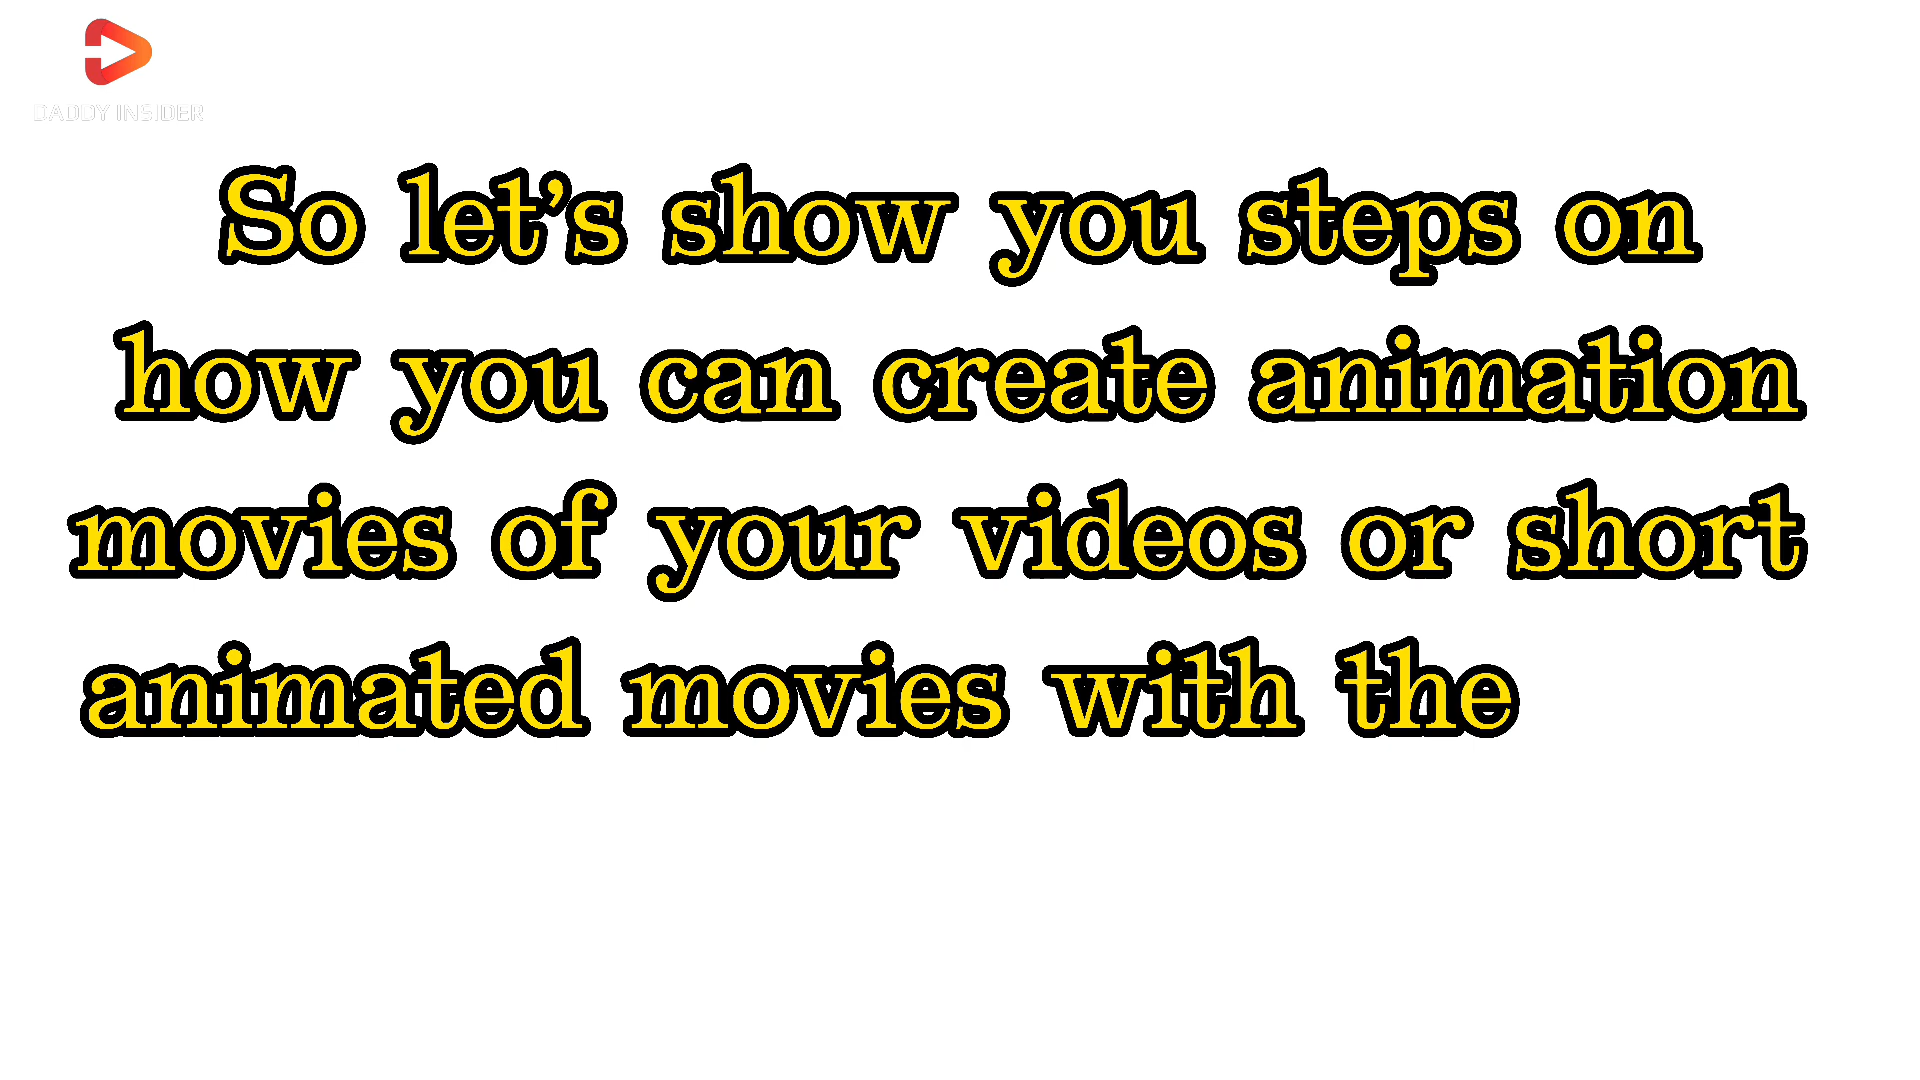 DADDY INSIDER
So let’s show you steps on
how you can create animation
movies of your videos or short
animated movies with the